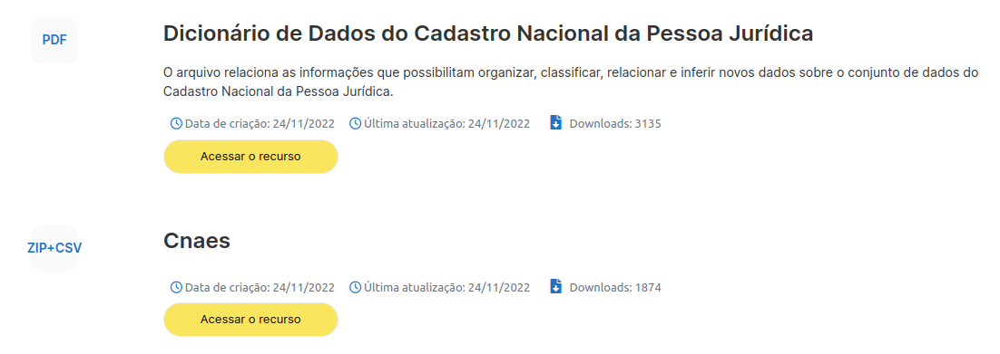 PDF
Dicionário de Dados do Cadastro Nacional da Pessoa Jurídica
O arquivo relaciona as informações que possibilitam organizar, classificar, relacionar e inferir novos dados sobre o conjunto de dados do
Cadastro Nacional da Pessoa Jurídica.
Data de criação: 24/11/2022 Última atualização: 24/11/2022 Downloads: 3135
Acessar o recurso
ZIP+CSV
Cnaes
Data de criação: 24/11/2022 Última atualização: 24/11/2022 Downloads: 1874
Acessar o recurso